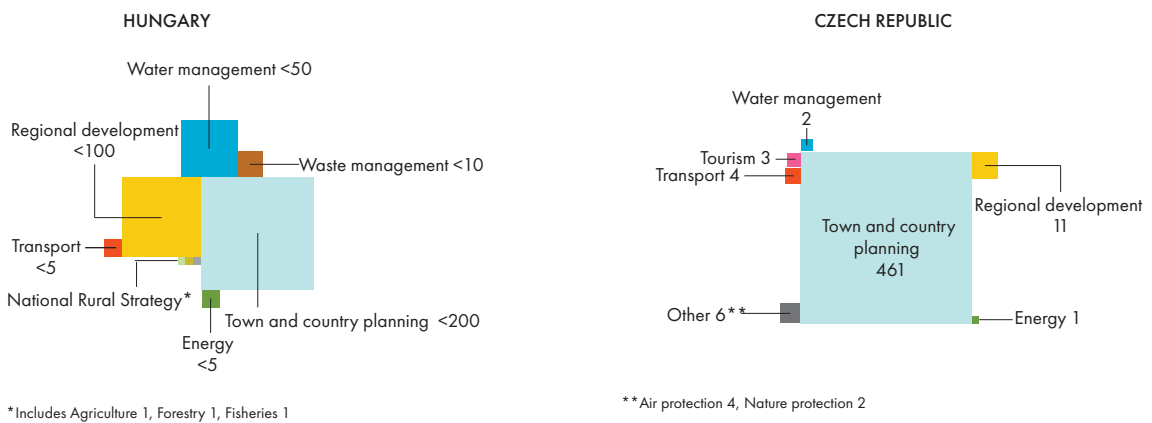 HUNGARY
Water management <50
Regional development
<100
Waste management <10
Transport
<5
National Rural Strategy*
Town and country planning <200
Energy
<5
*Includes Agriculture 1, Forestry 1, Fisheries 1
CZECH REPUBLIC
Water management
2
Tourism 3
Transport 4
Regional development
11
Town and country
planning
461
Other 6**
Energy 1
**Air protection 4, Nature protection 2